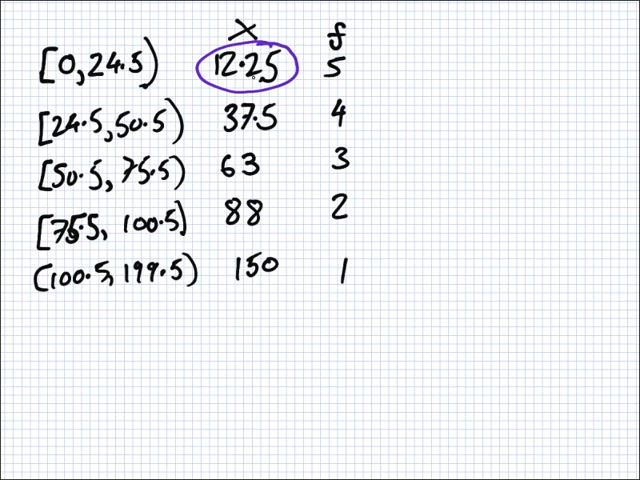 x f
[0, 24.5) 12.25 5
[24.5, 50.5) 37.5 4
[50.5, 75.5) 63 3
[75.5, 100.5] 88 2
(100.5, 199.5) 150 1